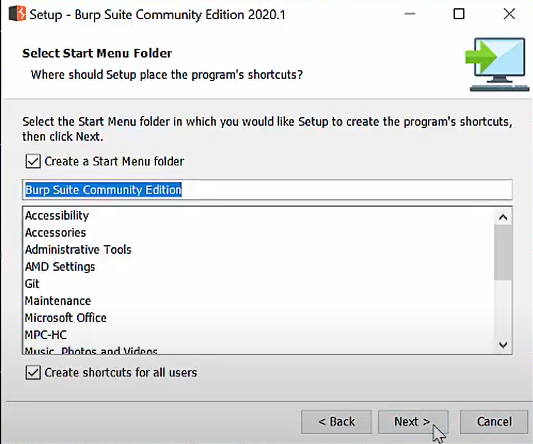 Setup - Burp Suite Community Edition 2020.1
Select Start Menu Folder
Where should Setup place the program's shortcuts?
Select the Start Menu folder in which you would like Setup to create the program's shortcuts,
then click Next.
Create a Start Menu folder
Burp Suite Community Edition
Accessibility
Accessories
Administrative Tools
AMD Settings
Git
Maintenance
Microsoft Office
MPC-HC
Music, Photos and Videos
Create shortcuts for all users
< Back
Next >
Cancel